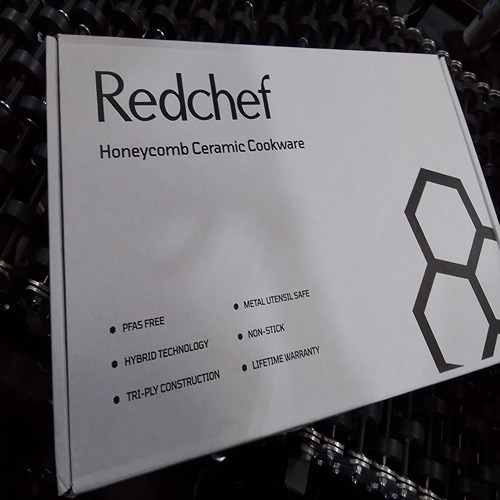 Redchef
Honeycomb Ceramic Cookware
PFAS FREE
HYBRID TECHNOLOGY
TRI-PLY CONSTRUCTION
METAL UTENSIL SAFE
NON-STICK
LIFETIME WARRANTY